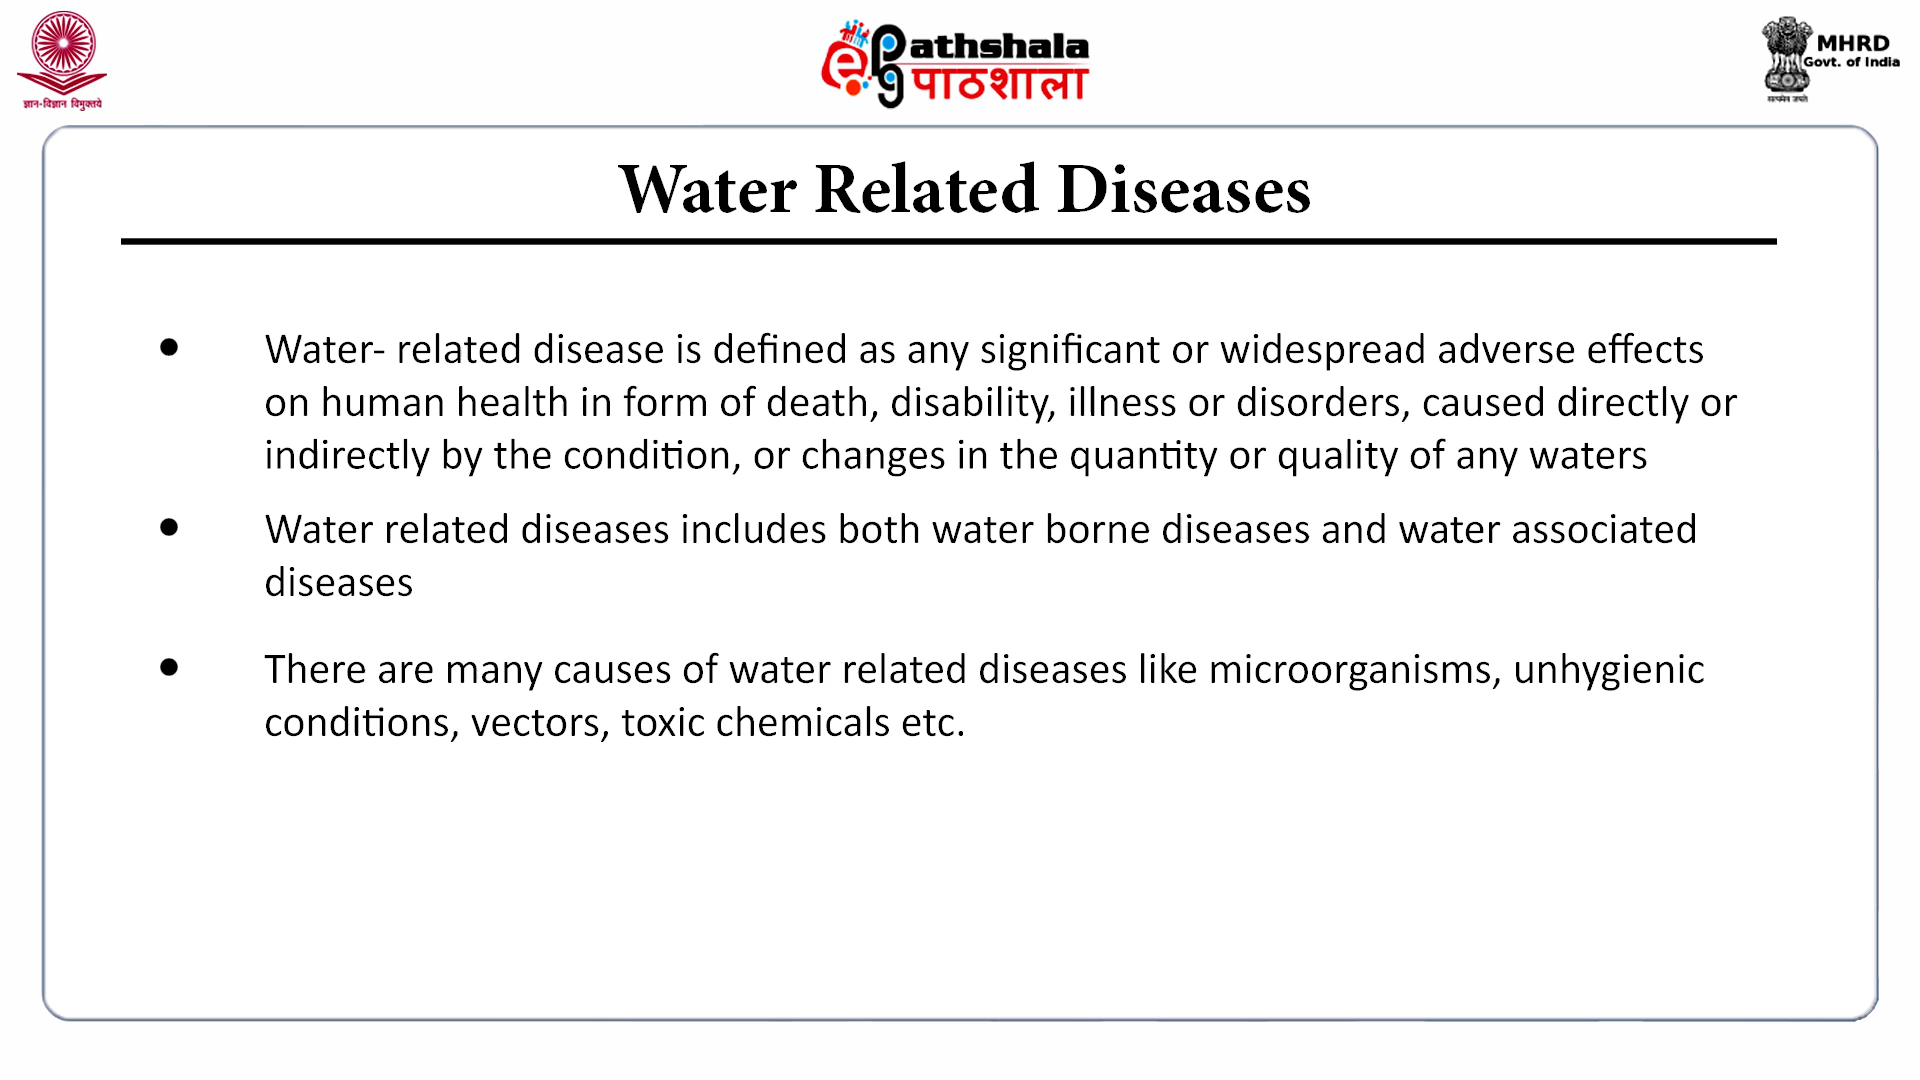 ज्ञान-विज्ञान विमुक्तये
ePGathshala
पाठशाला
MHRD
Govt. of India
सत्यमेव जयते
Water Related Diseases
• Water- related disease is defined as any significant or widespread adverse effects
on human health in form of death, disability, illness or disorders, caused directly or
indirectly by the condition, or changes in the quantity or quality of any waters
• Water related diseases includes both water borne diseases and water associated
diseases
• There are many causes of water related diseases like microorganisms, unhygienic
conditions, vectors, toxic chemicals etc.